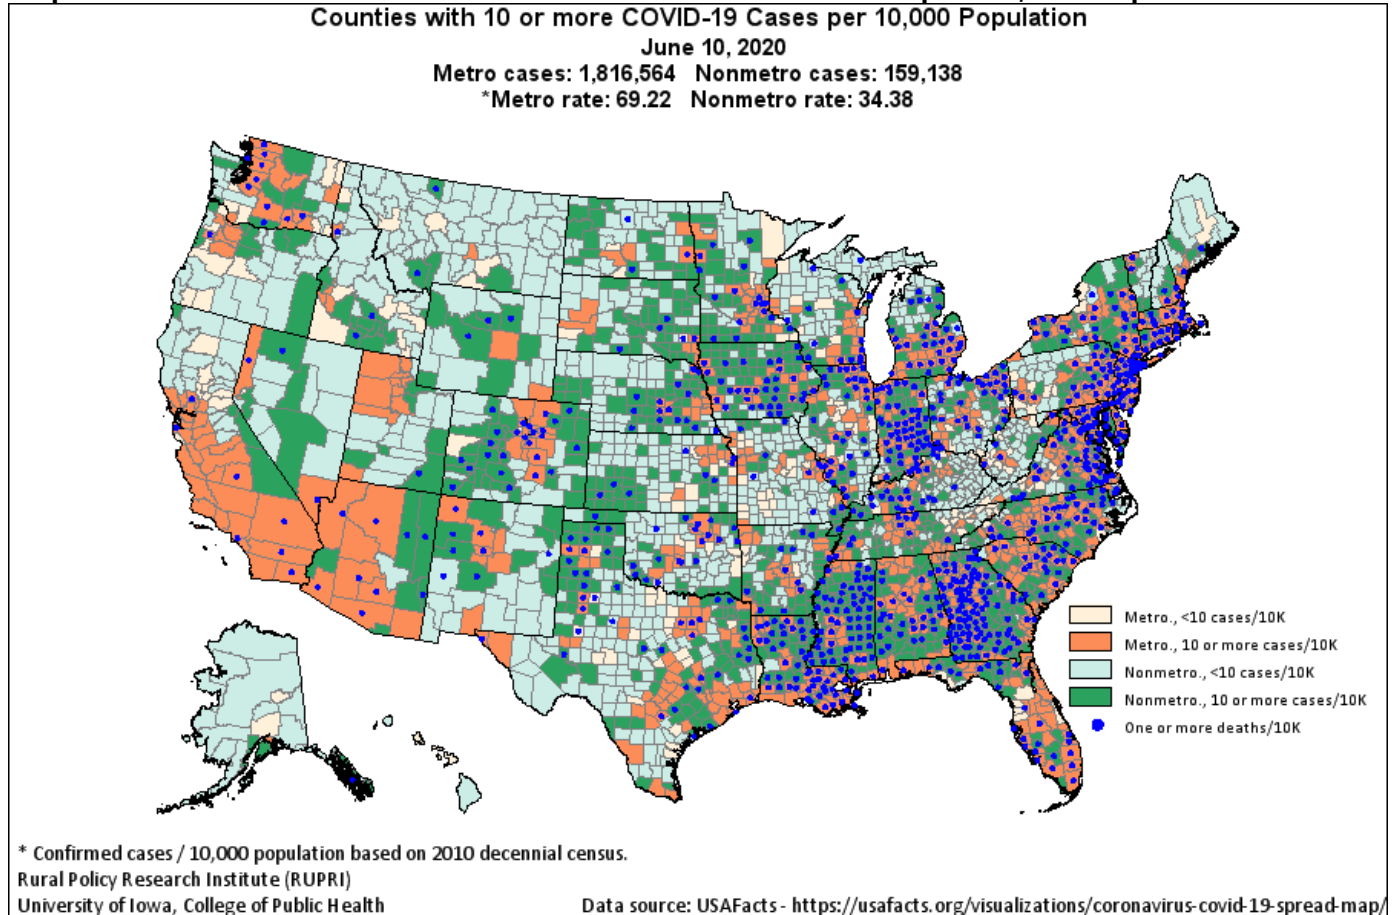 Counties with 10 or more COVID-19 Cases per 10,000 Population
June 10, 2020
Metro cases: 1,816,564 Nonmetro cases: 159,138
*Metro rate: 69.22 Nonmetro rate: 34.38
Metro., <10 cases/10K
Metro., 10 or more cases/10K
Nonmetro., <10 cases/10K
Nonmetro., 10 or more cases/10K
One or more deaths/10K
* Confirmed cases / 10,000 population based on 2010 decennial census.
Rural Policy Research Institute (RUPRI)
University of Iowa, College of Public Health
Data source: USAFacts - https://usafacts.org/visualizations/coronavirus-covid-19-spread-map/